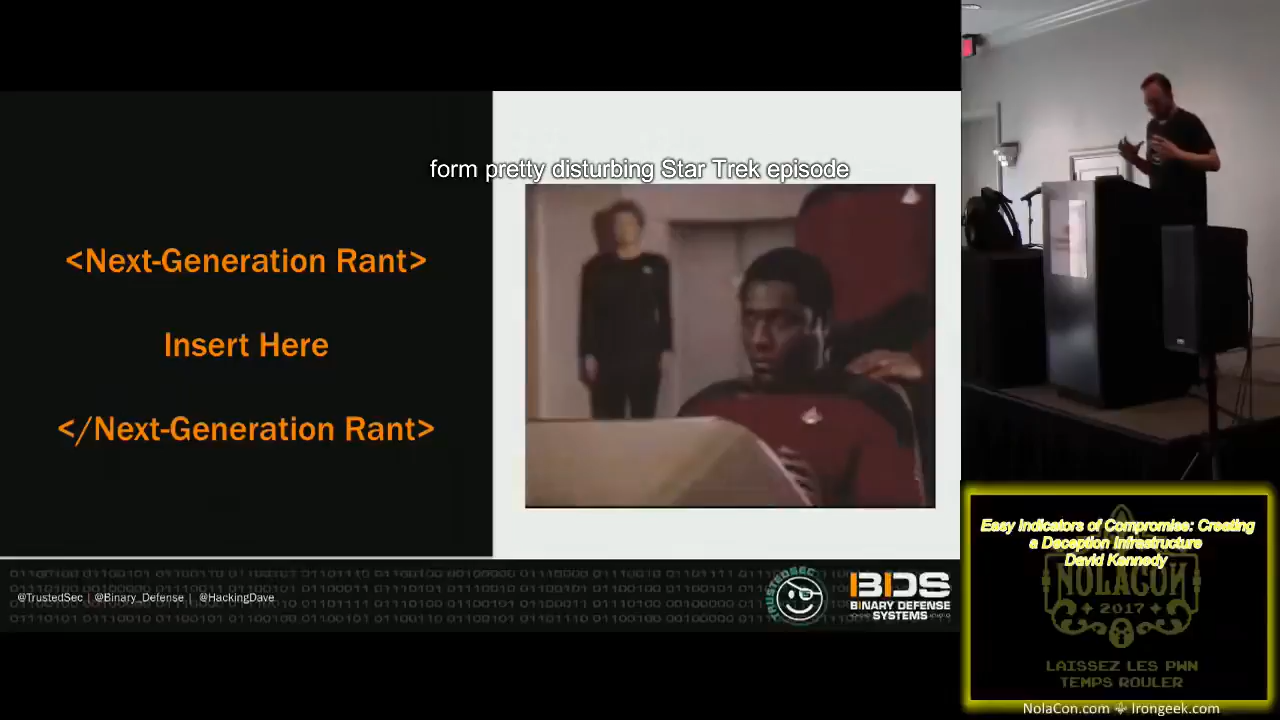 form pretty disturbing Star Trek episode
<Next-Generation Rant>
Insert Here
</Next-Generation Rant>
@TrustedSec | @Binary_Defense | @HackingDave
TRUSTEDSEC
BDS
BINARY DEFENSE
SYSTEMS
Easy Indicators of Compromise: Creating
a Deception Infrastructure
David Kennedy
NOLACON
2017
LAISSEZ LES PWN
TEMPS ROULER
NolaCon.com Irongeek.com